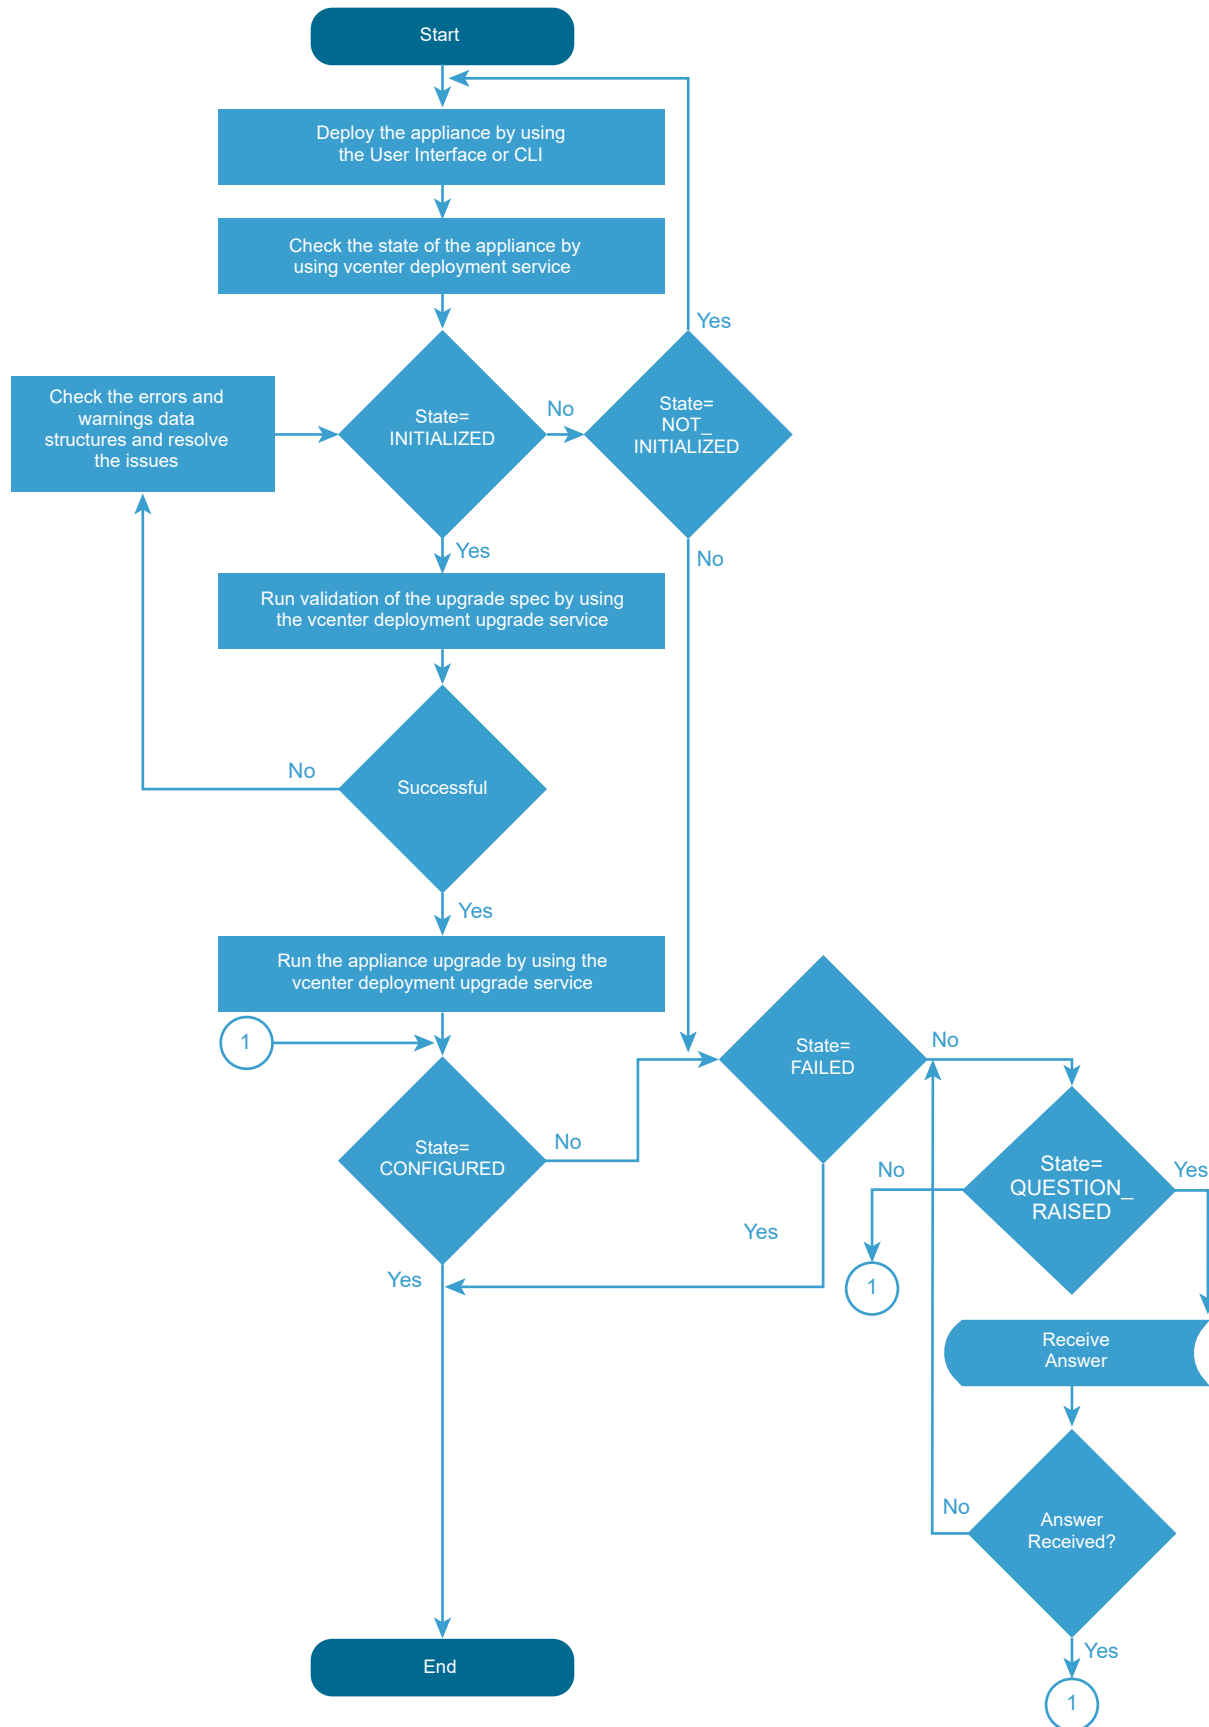 Start
Deploy the appliance by using
the User Interface or CLI
Check the state of the appliance by
using vcenter deployment service
Yes
Check the errors and
warnings data
structures and resolve
the issues
State=
INITIALIZED
No
State=
NOT_
INITIALIZED
Yes
No
Run validation of the upgrade spec by using
the vcenter deployment upgrade service
No
Successful
Yes
Run the appliance upgrade by using the
vcenter deployment upgrade service
1
State=
FAILED
No
State=
CONFIGURED
No
No
State=
QUESTION_
RAISED
Yes
Yes
Yes
1
Receive
Answer
No
Answer
Received?
Yes
End
1